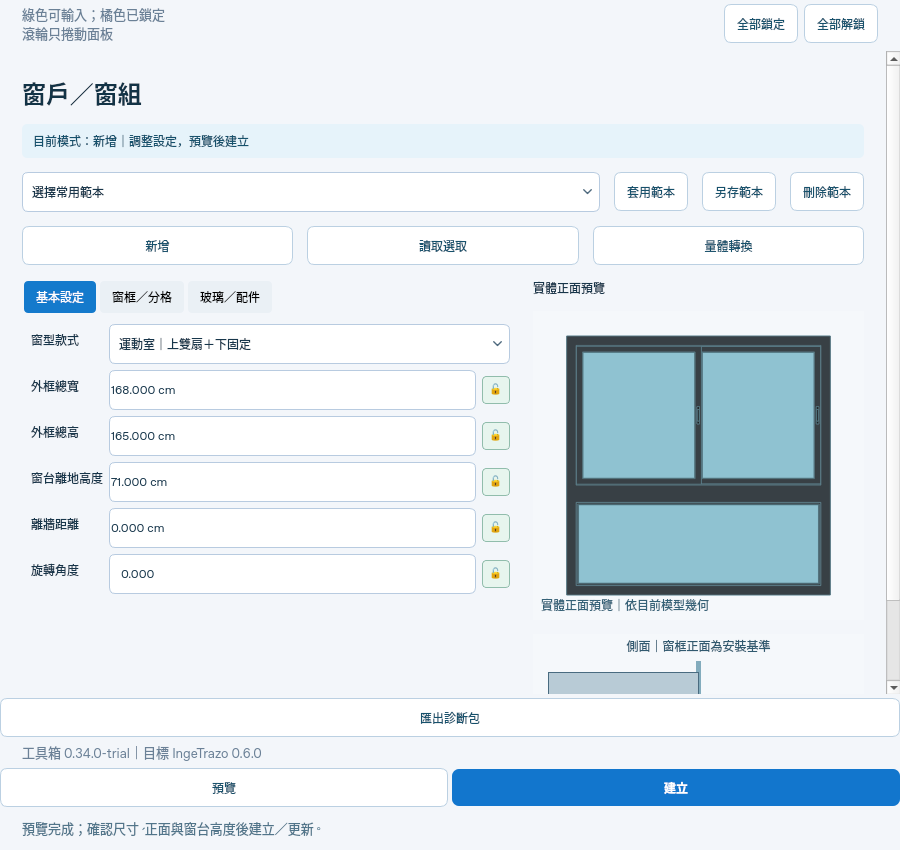 綠色可輸入；橘色已鎖定
滾輪只捲動面板
全部鎖定
全部解鎖
窗戶／窗組
目前模式：新增｜調整設定，預覽後建立
選擇常用範本
套用範本
另存範本
刪除範本
新增
讀取選取
量體轉換
基本設定
窗框／分格
玻璃／配件
實體正面預覽
窗型款式
運動室｜上雙扇＋下固定
外框總寬
168.000 cm
外框總高
165.000 cm
窗台離地高度
71.000 cm
離牆距離
0.000 cm
旋轉角度
0.000
實體正面預覽｜依目前模型幾何
側面｜窗框正面為安裝基準
匯出診斷包
工具箱 0.34.0-trial｜目標 IngeTrazo 0.6.0
預覽
建立
預覽完成；確認尺寸、正面與窗台高度後建立／更新。